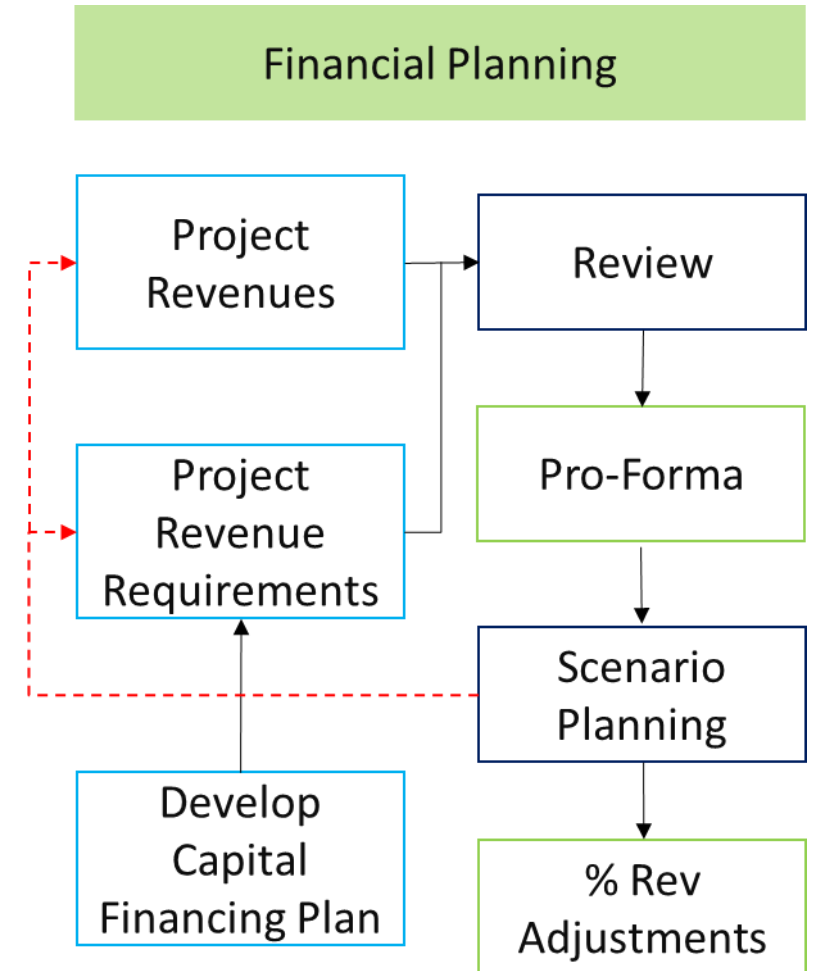 Financial Planning
Project
Revenues
Review
Project
Revenue
Requirements
Pro-Forma
Scenario
Planning
Develop
Capital
Financing Plan
% Rev
Adjustments